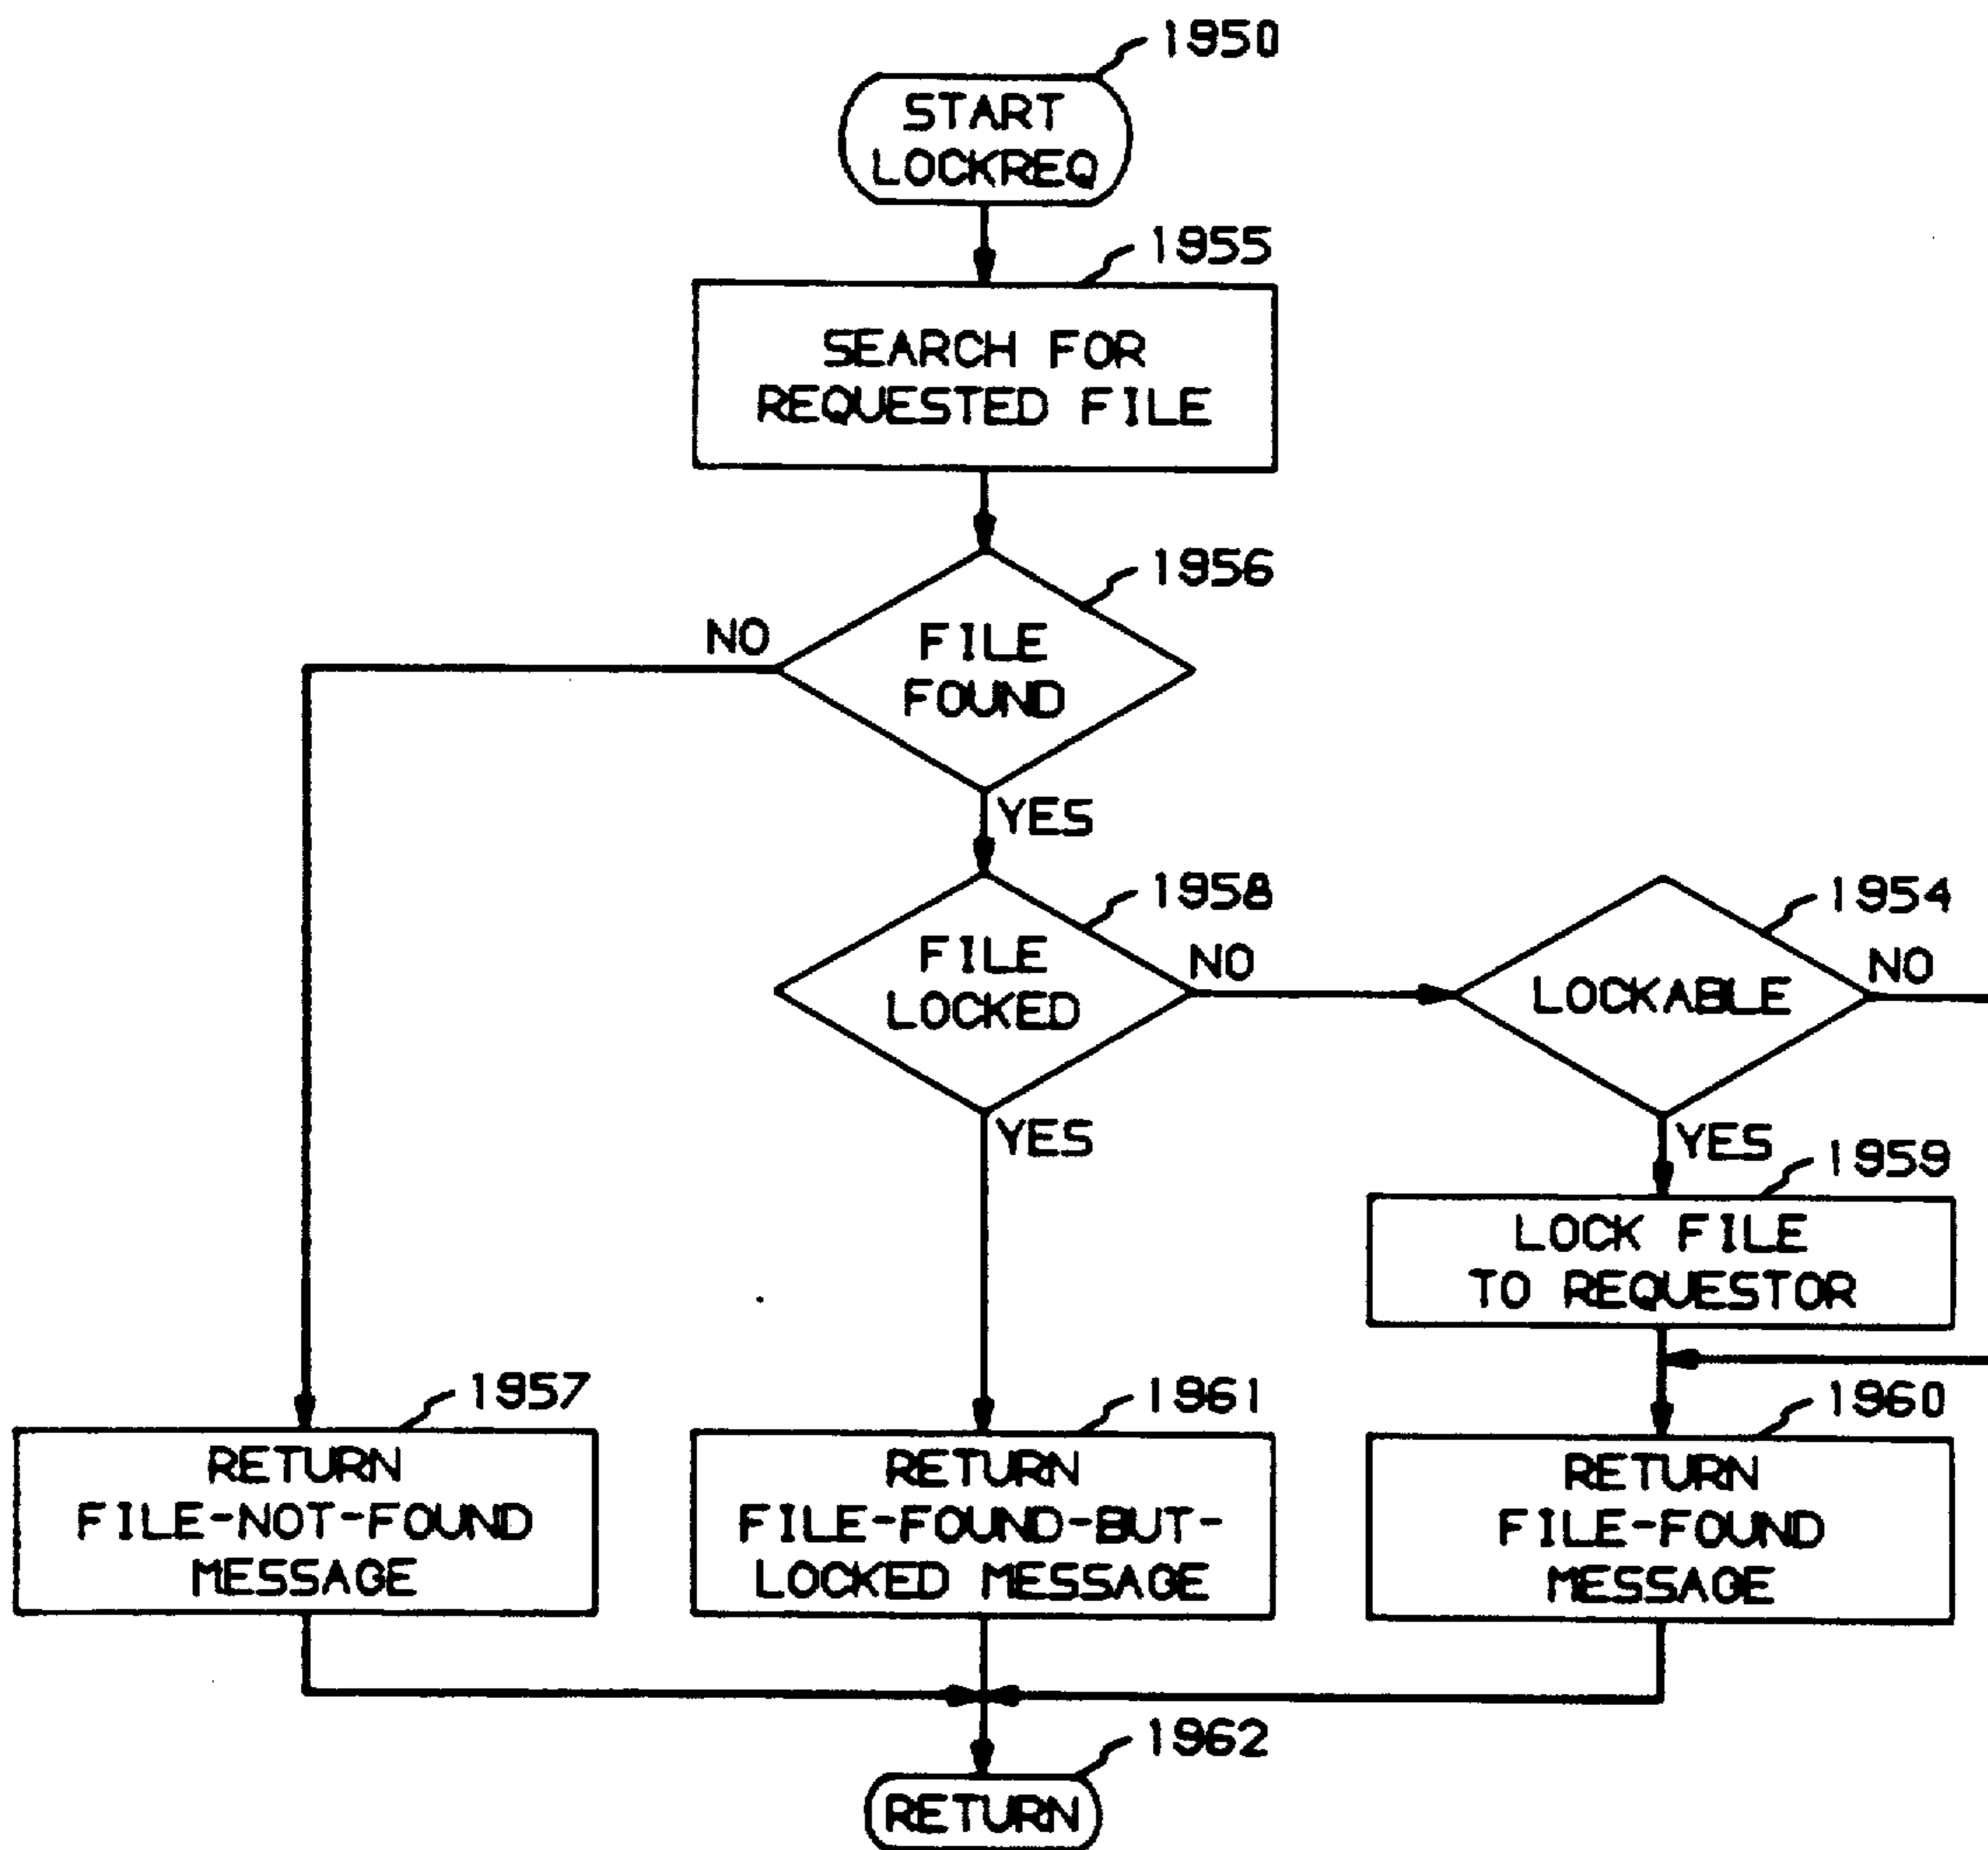 1950
START
LOCKREQ
1955
SEARCH FOR
REQUESTED FILE
1956
NO
FILE
FOUND
YES
1958
FILE
LOCKED
NO
YES
1954
LOCKABLE
NO
YES
1959
LOCK FILE
TO REQUESTOR
1957
RETURN
FILE-NOT-FOUND
MESSAGE
1961
RETURN
FILE-FOUND-BUT-
LOCKED MESSAGE
1960
RETURN
FILE-FOUND
MESSAGE
1962
RETURN